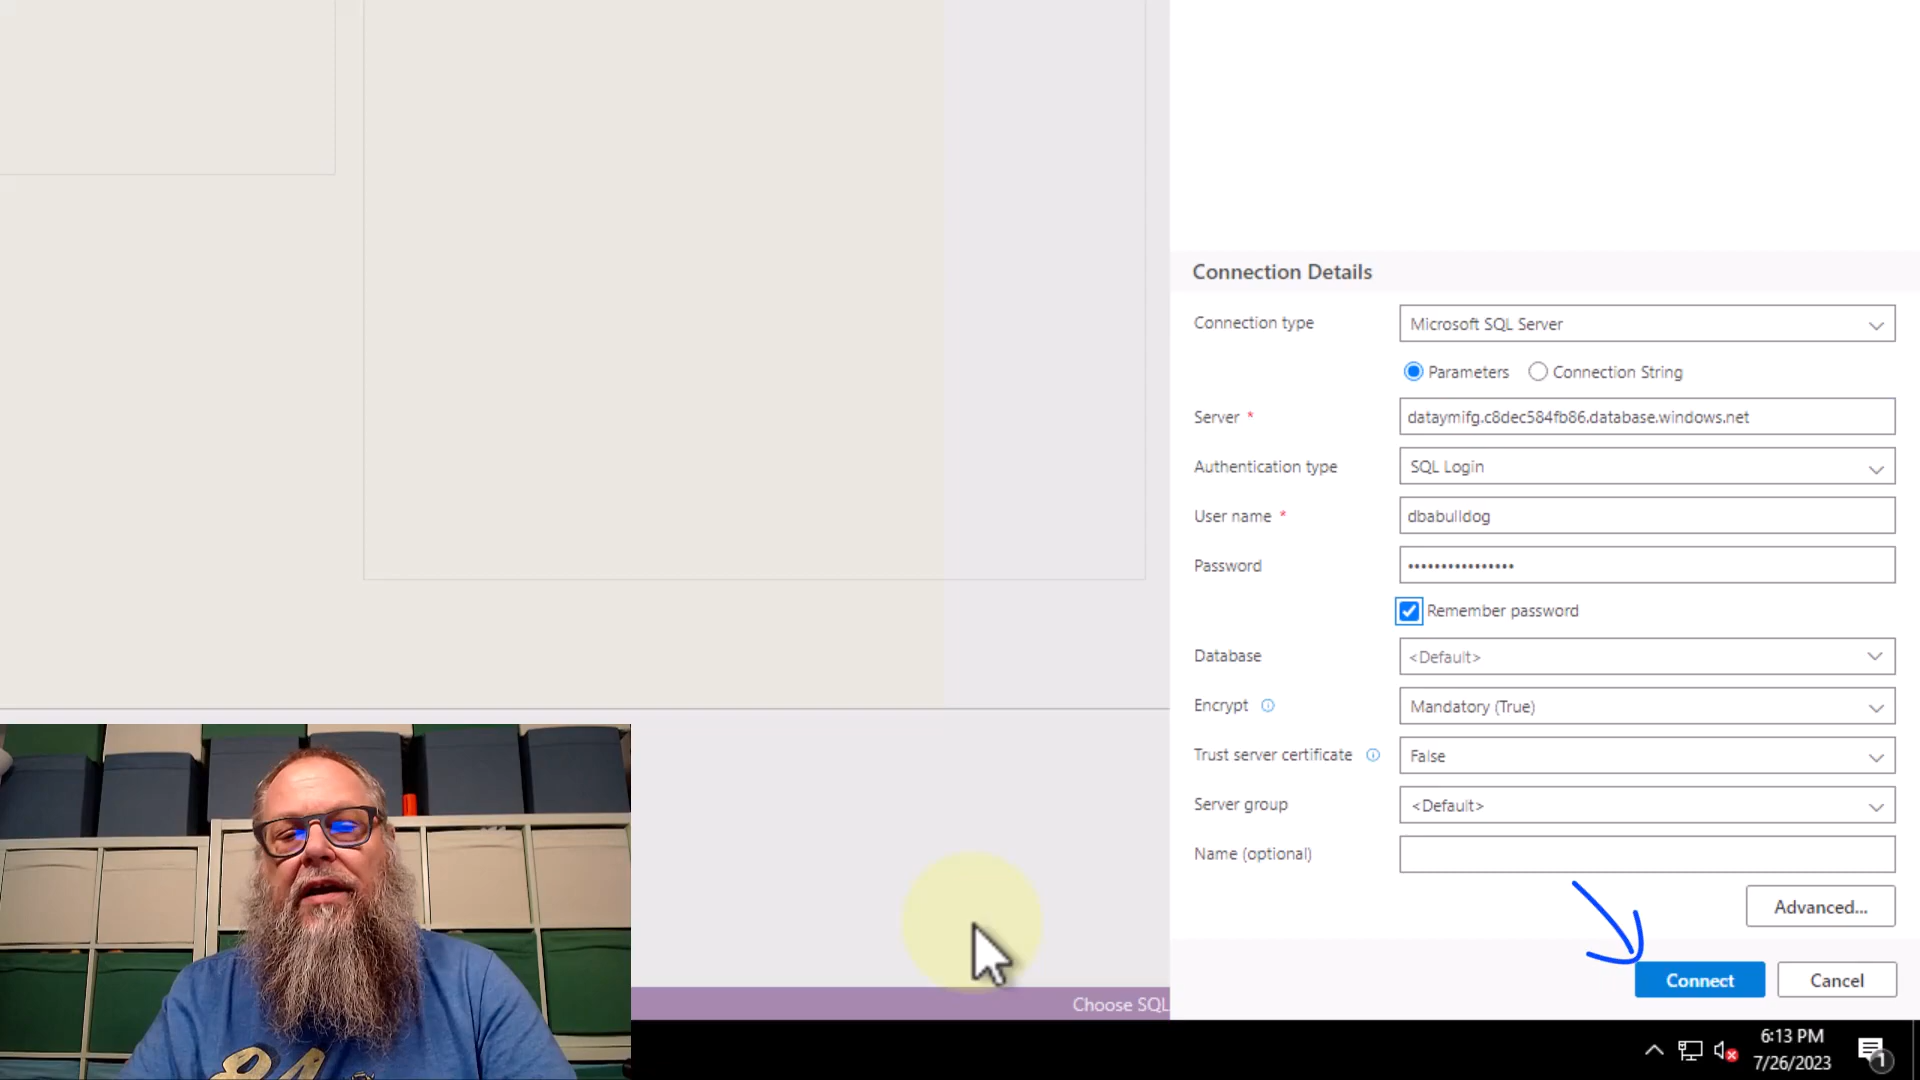 Connection Details
Connection type
Microsoft SQL Server
Parameters
Connection String
Server *
dataymifg.c8dec584fb86.database.windows.net
Authentication type
SQL Login
User name *
dbabulldog
Password
••••••••••••••••
Remember password
Database
<Default>
Encrypt
Mandatory (True)
Trust server certificate
False
Server group
<Default>
Name (optional)
Advanced...
Connect
Cancel
Choose SQL
6:13 PM
7/26/2023
1